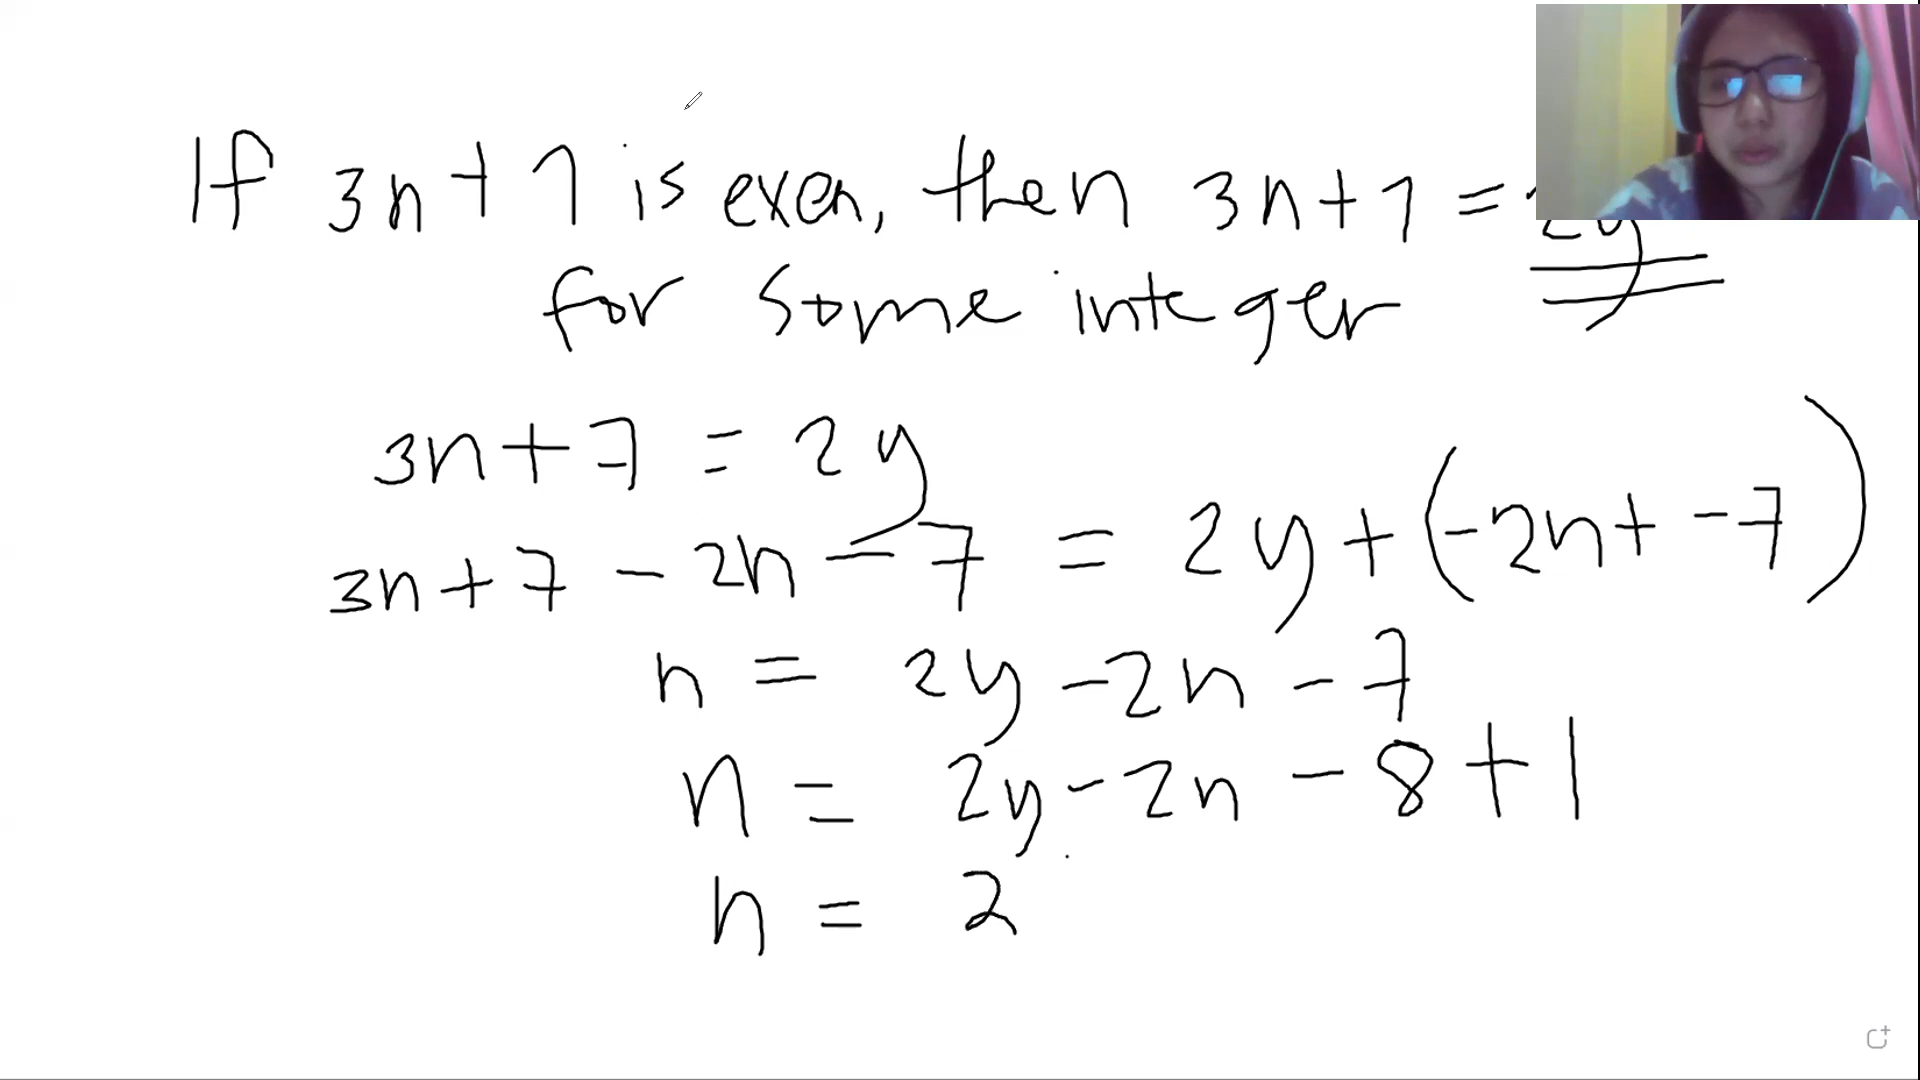 If 3n+7 is even, then 3n+7 = 2y
for some integer
3n+7 = 2y
3n+7 - 2n - 7 = 2y + (-2n + -7)
n = 2y - 2n - 7
n = 2y - 2n - 8 + 1
n = 2